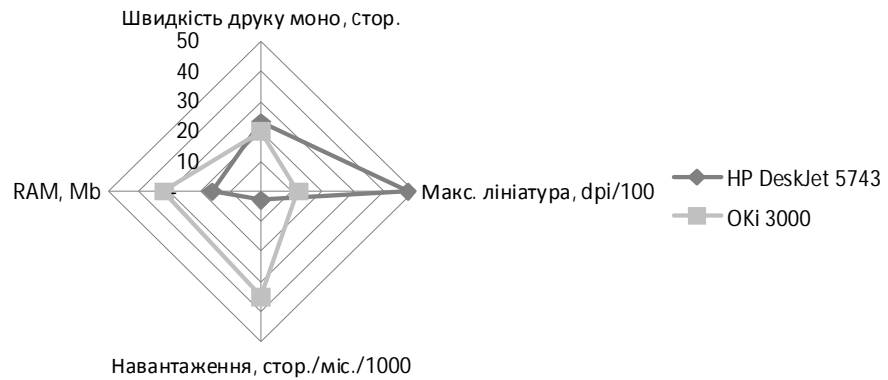 Швидкість друку моно, стор.
50
40
30
20
10
-
RAM, Mb
Макс. лініатура, dpi/100
Навантаження, стор./міс./1000
HP DeskJet 5743
OKi 3000